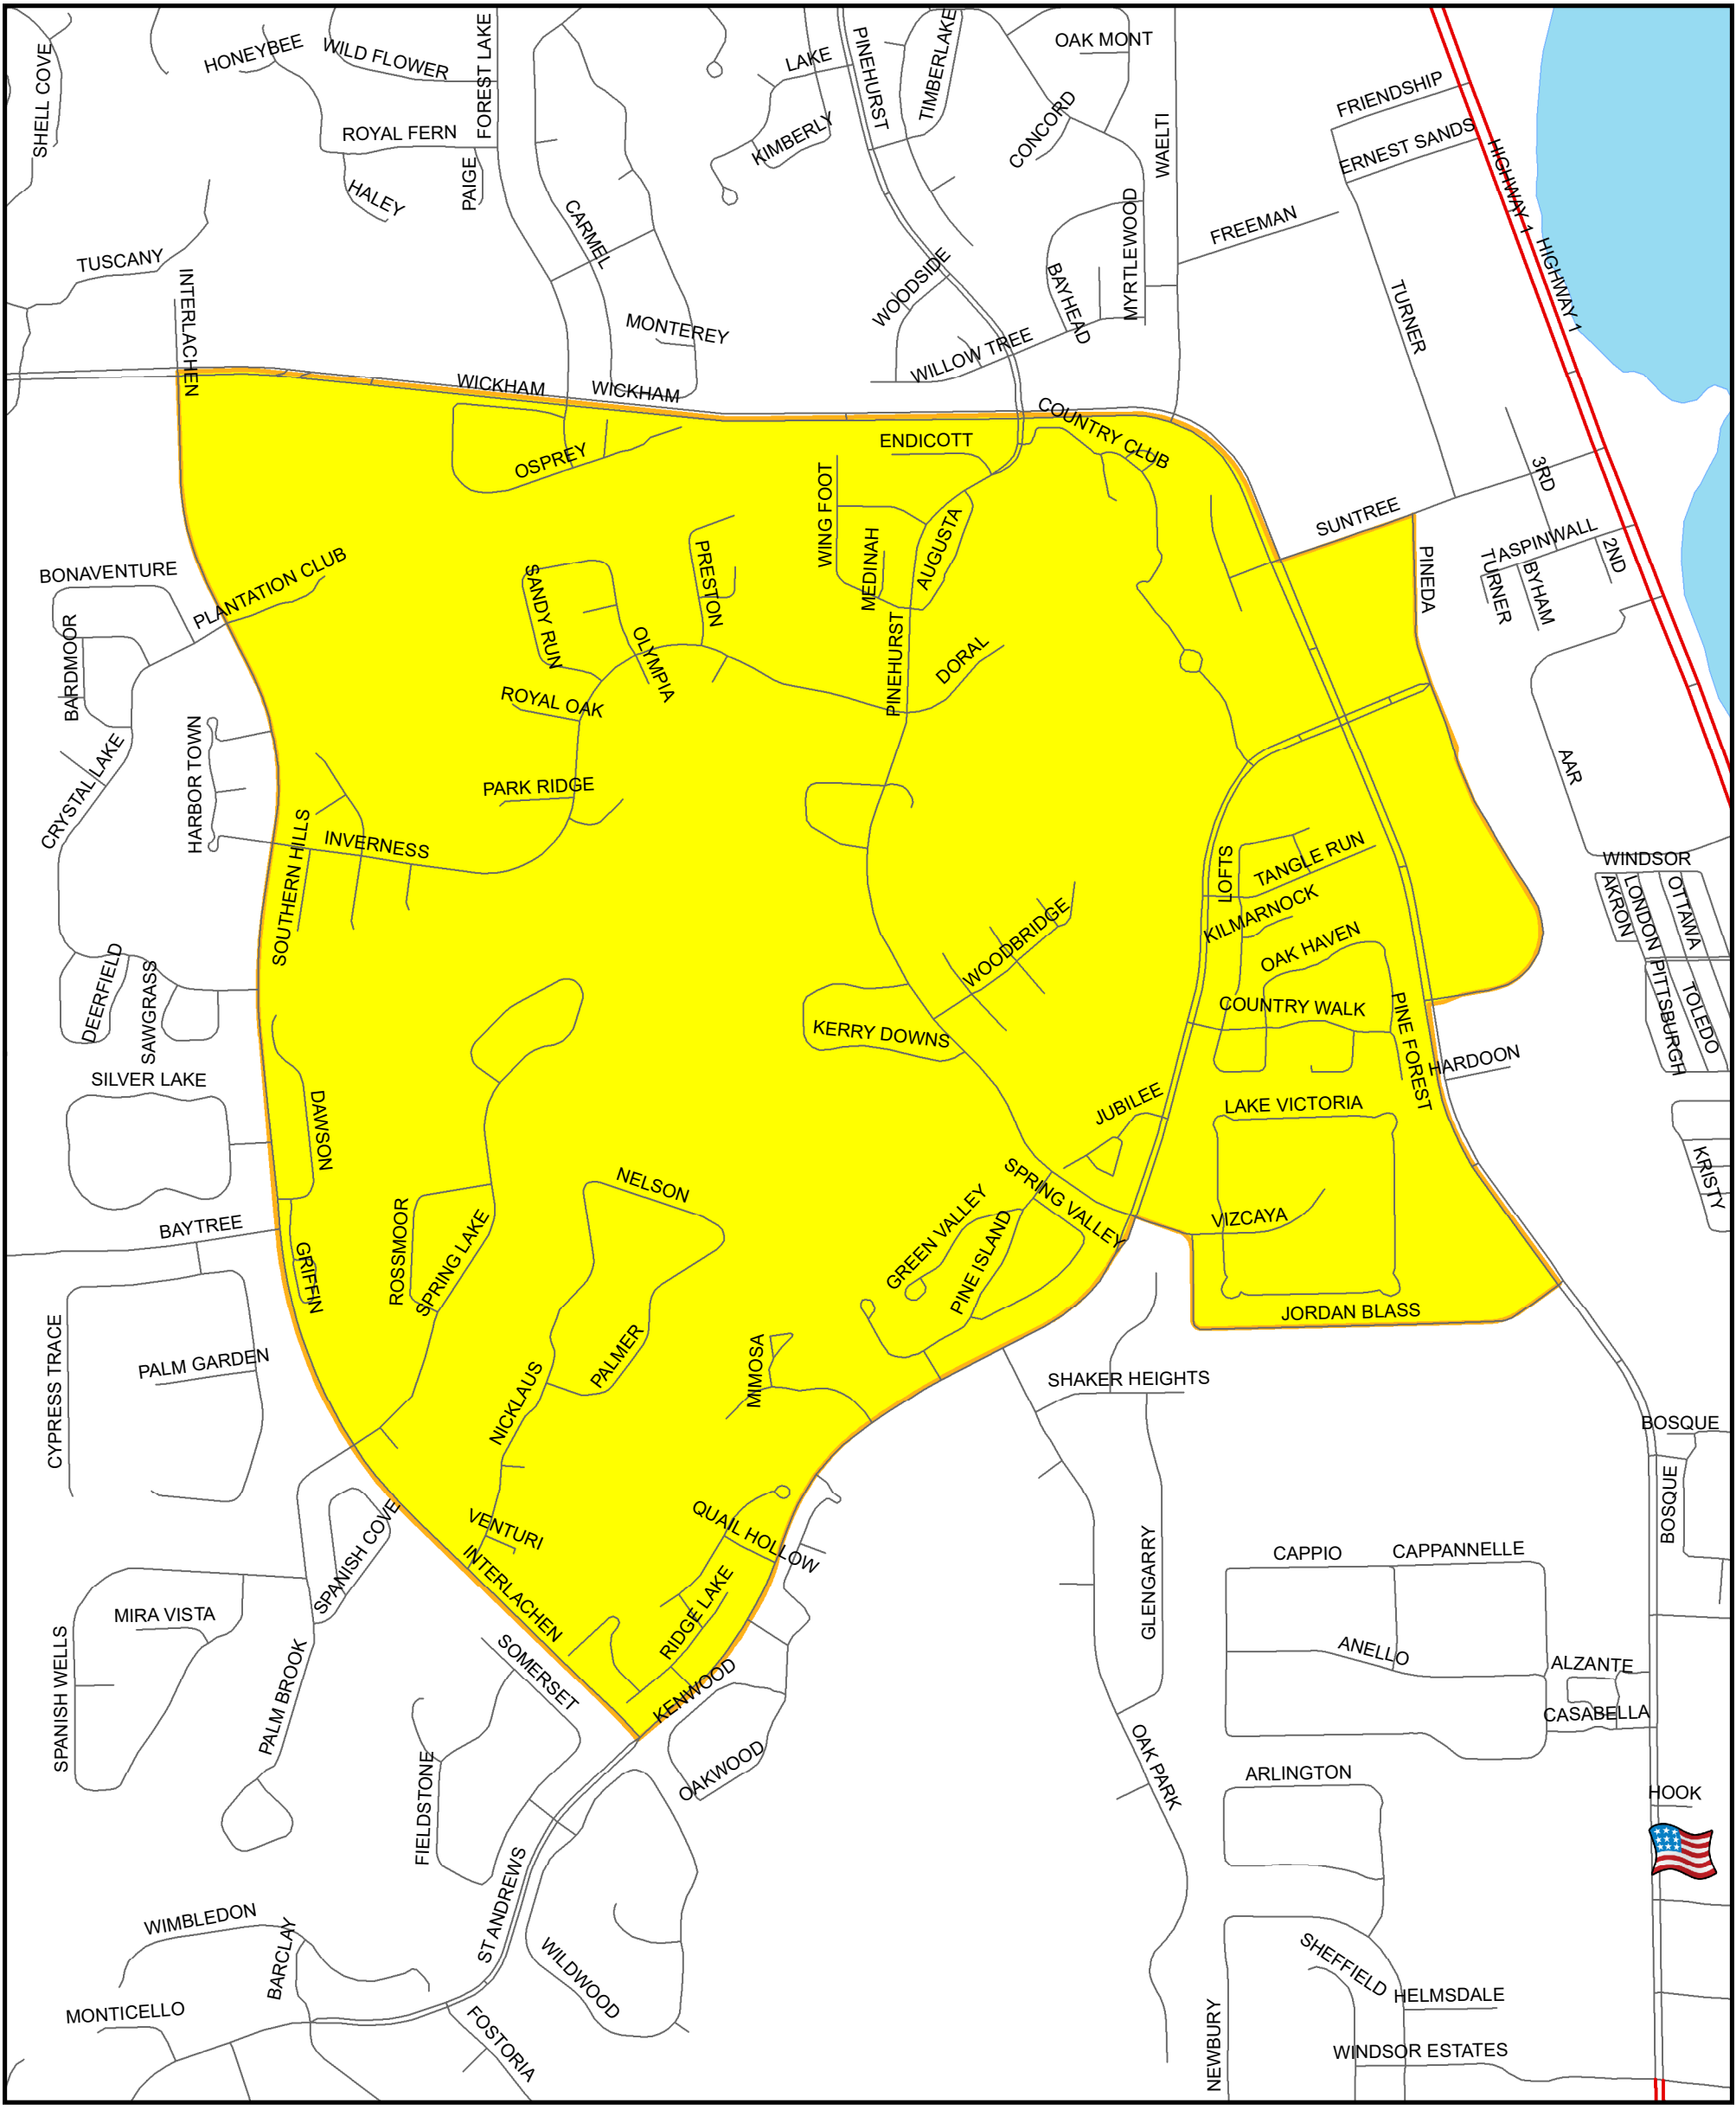 SHELL COVE
HONEYBEE
WILD FLOWER
FOREST LAKE
LAKE
PINEHURST
TIMBERLAKE
OAK MONT
FRIENDSHIP
ROYAL FERN
KIMBERLY
CONCORD
WAELTI
ERNEST SANDS
HIGHWAY 1
HALEY
PAIGE
CARMEL
MYRTLEWOOD
FREEMAN
HIGHWAY 1
TUSCANY
INTERLACHEN
MONTEREY
WOODSIDE
BAYHEAD
WILLOW TREE
TURNER
WICKHAM
WICKHAM
COUNTRY CLUB
ENDICOTT
OSPREY
WING FOOT
MEDINAH
AUGUSTA
SUNTREE
3RD
TASPINWALL
2ND
TURNER
BYHAM
PINEDA
BONAVENTURE
PLANTATION CLUB
SANDY RUN
PRESTON
OLYMPIA
PINEHURST
DORAL
BARDMOOR
ROYAL OAK
HARBOR TOWN
CRYSTAL LAKE
PARK RIDGE
AAR
SOUTHERN HILLS
INVERNESS
LOFTS
TANGLE RUN
KILMARNOCK
WINDSOR
AKRON
LONDON
OTTAWA
WOODBRIDGE
OAK HAVEN
DEERFIELD
SAWGRASS
KERRY DOWNS
COUNTRY WALK
PINE FOREST
PITTSBURGH
TOLEDO
HARDOON
SILVER LAKE
DAWSON
JUBILEE
LAKE VICTORIA
KRISTY
NELSON
SPRING VALLEY
BAYTREE
GRIFFIN
ROSSMOOR
SPRING LAKE
GREEN VALLEY
PINE ISLAND
VIZCAYA
JORDAN BLASS
CYPRESS TRACE
PALM GARDEN
NICKLAUS
PALMER
MIMOSA
SHAKER HEIGHTS
BOSQUE
BOSQUE
SPANISH COVE
VENTURI
QUAIL HOLLOW
GLENGARRY
CAPPIO
CAPPANNELLE
INTERLACHEN
RIDGE LAKE
MIRA VISTA
SPANISH WELLS
PALM BROOK
SOMERSET
KENWOOD
ANELLO
ALZANTE
CASABELLA
FIELDSTONE
OAKWOOD
OAK PARK
ARLINGTON
HOOK
ST ANDREWS
WIMBLEDON
BARCLAY
WILDWOOD
SHEFFIELD
HELMSDALE
MONTICELLO
FOSTORIA
NEWBURY
WINDSOR ESTATES